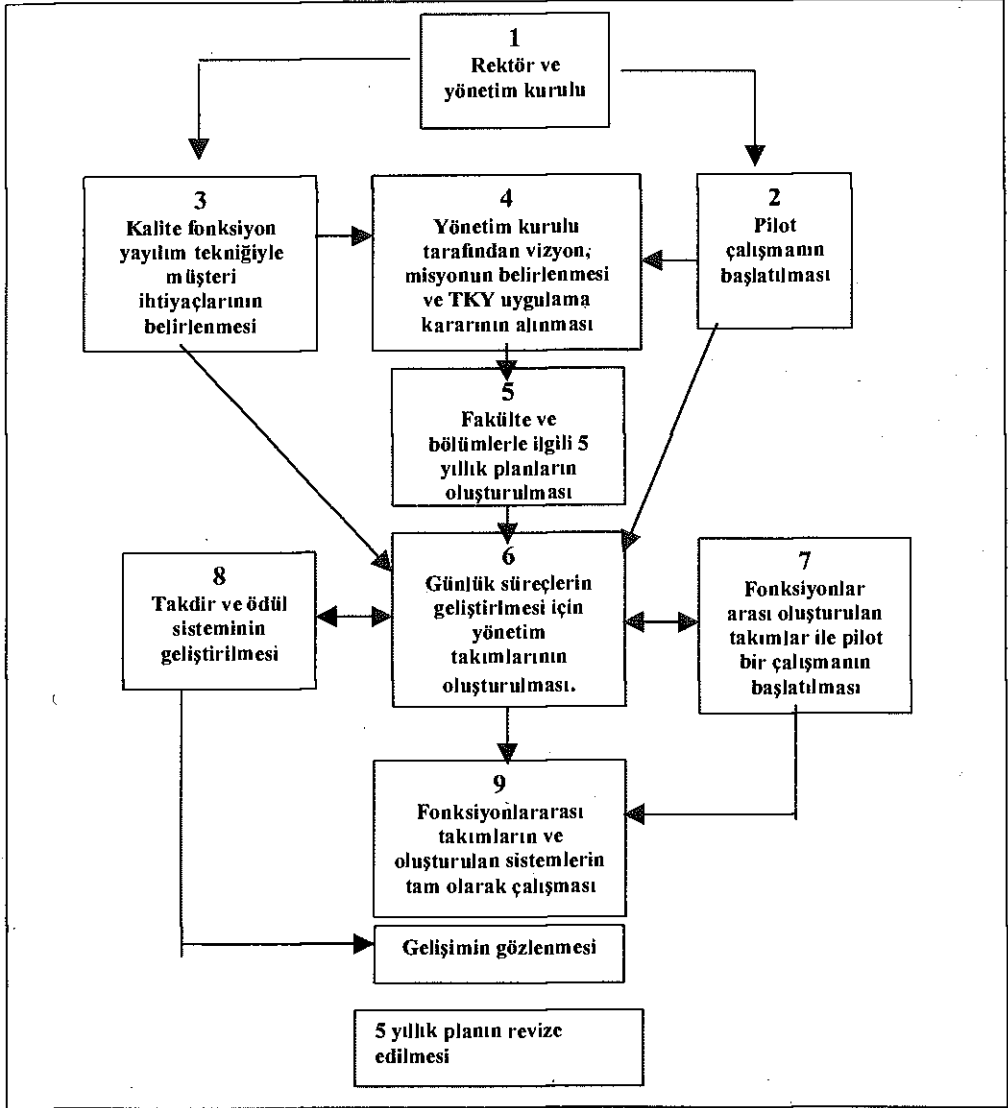 1
Rektör ve
yönetim kurulu
3
Kalite fonksiyon
yayılım tekniğiyle
müşteri
ihtiyaçlarının
belirlenmesi
4
Yönetim kurulu
tarafından vizyon,
misyonun belirlenmesi
ve TKY uygulama
kararının alınması
2
Pilot
çalışmanın
başlatılması
5
Fakülte ve
bölümlerle ilgili 5
yıllık planların
oluşturulması
8
Takdir ve ödül
sisteminin
geliştirilmesi
6
Günlük süreçlerin
geliştirlmesi için
yönetim
takımlarının
oluşturulması.
7
Fonksiyonlar
arası oluşturulan
takımlar ile pilot
bir çalışmanın
başlatılması
9
Fonksiyonlararası
takımların ve
oluşturulan sistemlerin
tam olarak çalışması
Gelişimin gözlenmesi
5 yıllık planın revize
edilmesi